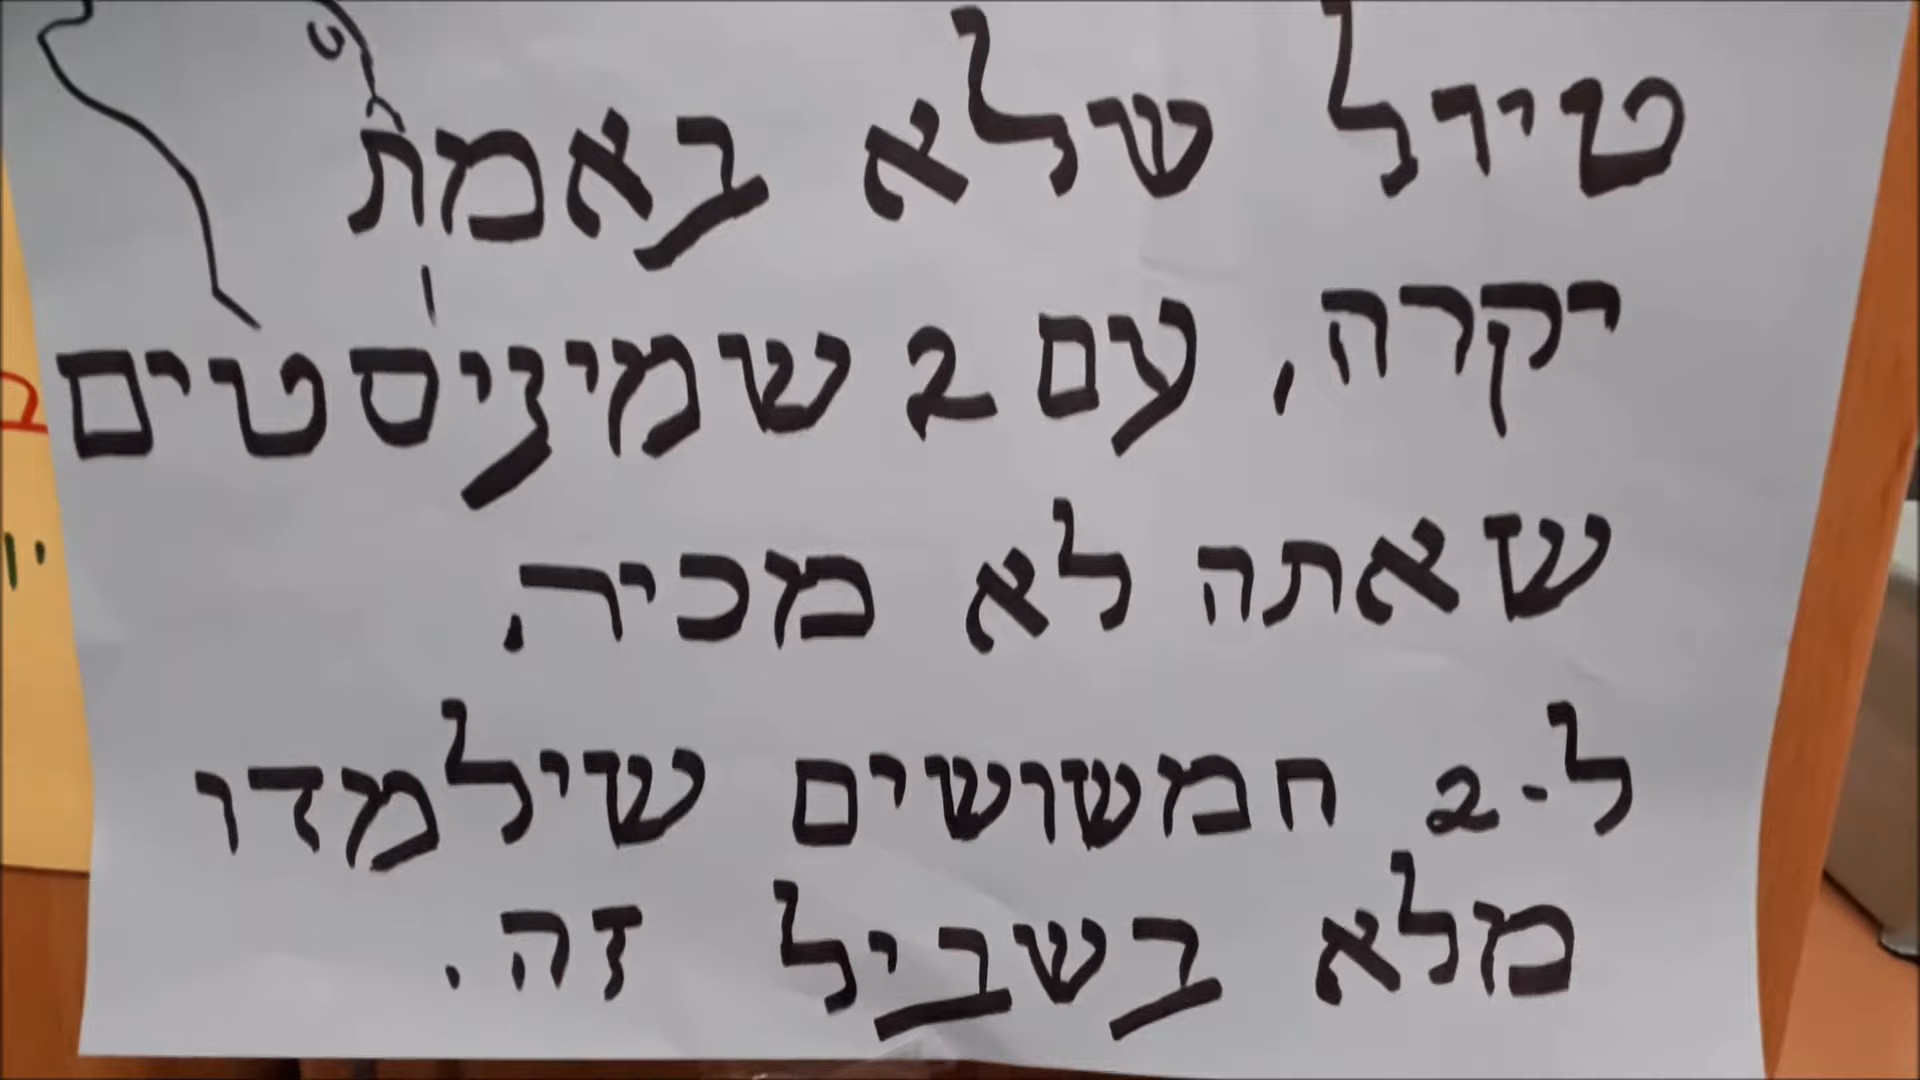 טיול שלא באמת
יקרה, עם 2 שמיניסטים
שאתה לא מכיר.
ל-2 חמשושים שילמדו
מלא בשביל זה.